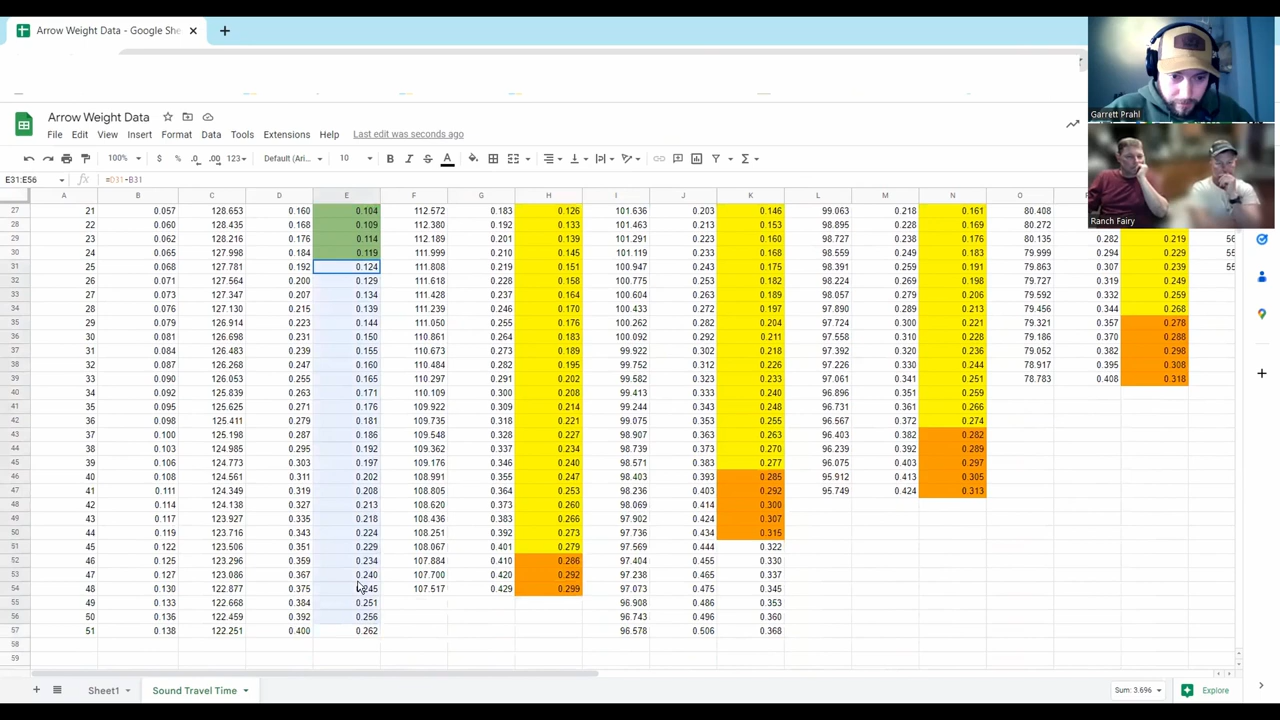 Arrow Weight Data - Google She
Garrett Prahl
Arrow Weight Data
File Edit View Insert Format Data Tools Extensions Help Last edit was seconds ago
100% $ % .0 .00 123 Default (Ari... 10 B I S A
E31:E56 fx =D31-B31
Ranch Fairy
A B C D E F G H I J K L M N O
27 21 0.057 128.653 0.160 0.104 112.572 0.183 0.126 101.636 0.203 0.146 99.063 0.218 0.161 80.408
28 22 0.060 128.435 0.168 0.109 112.380 0.192 0.133 101.463 0.213 0.153 98.895 0.228 0.169 80.272
29 23 0.062 128.216 0.176 0.114 112.189 0.201 0.139 101.291 0.223 0.160 98.727 0.238 0.176 80.135 0.282 0.219 56
30 24 0.065 127.998 0.184 0.119 111.999 0.210 0.145 101.119 0.233 0.168 98.559 0.249 0.183 79.999 0.294 0.229 55
31 25 0.068 127.781 0.192 0.124 111.808 0.219 0.151 100.947 0.243 0.175 98.391 0.259 0.191 79.863 0.307 0.239 55
32 26 0.071 127.564 0.200 0.129 111.618 0.228 0.158 100.775 0.253 0.182 98.224 0.269 0.198 79.727 0.319 0.249
33 27 0.073 127.347 0.207 0.134 111.428 0.237 0.164 100.604 0.263 0.190 98.057 0.279 0.206 79.592 0.332 0.259
34 28 0.076 127.130 0.215 0.139 111.239 0.246 0.170 100.433 0.272 0.197 97.890 0.289 0.213 79.456 0.344 0.268
35 29 0.079 126.914 0.223 0.144 111.050 0.255 0.176 100.262 0.282 0.204 97.724 0.300 0.221 79.321 0.357 0.278
36 30 0.081 126.698 0.231 0.150 110.861 0.264 0.183 100.092 0.292 0.211 97.558 0.310 0.228 79.186 0.370 0.288
37 31 0.084 126.483 0.239 0.155 110.673 0.273 0.189 99.922 0.302 0.218 97.392 0.320 0.236 79.052 0.382 0.298
38 32 0.087 126.268 0.247 0.160 110.495 0.282 0.195 99.752 0.312 0.226 97.226 0.330 0.244 78.917 0.395 0.308
39 33 0.090 126.053 0.255 0.165 110.297 0.291 0.202 99.582 0.323 0.233 97.061 0.341 0.251 78.783 0.408 0.318
40 34 0.092 125.839 0.263 0.171 110.109 0.300 0.208 99.413 0.333 0.240 96.896 0.351 0.259
41 35 0.095 125.625 0.271 0.176 109.922 0.309 0.214 99.244 0.343 0.248 96.731 0.361 0.266
42 36 0.098 125.411 0.279 0.181 109.735 0.318 0.221 99.075 0.353 0.255 96.567 0.372 0.274
43 37 0.100 125.198 0.287 0.186 109.548 0.328 0.227 98.907 0.363 0.263 96.403 0.382 0.282
44 38 0.103 124.985 0.295 0.192 109.362 0.337 0.234 98.739 0.373 0.270 96.239 0.392 0.289
45 39 0.106 124.773 0.303 0.197 109.176 0.346 0.240 98.571 0.383 0.277 96.075 0.403 0.297
46 40 0.108 124.561 0.311 0.202 108.991 0.355 0.247 98.403 0.393 0.285 95.912 0.413 0.305
47 41 0.111 124.349 0.319 0.208 108.805 0.364 0.253 98.236 0.403 0.292 95.749 0.424 0.313
48 42 0.114 124.138 0.327 0.213 108.620 0.373 0.260 98.069 0.414 0.300
49 43 0.117 123.927 0.335 0.218 108.436 0.383 0.266 97.902 0.424 0.307
50 44 0.119 123.716 0.343 0.224 108.251 0.392 0.273 97.736 0.434 0.315
51 45 0.122 123.506 0.351 0.229 108.067 0.401 0.279 97.569 0.444 0.322
52 46 0.125 123.296 0.359 0.234 107.884 0.410 0.286 97.404 0.455 0.330
53 47 0.127 123.086 0.367 0.240 107.700 0.420 0.292 97.238 0.465 0.337
54 48 0.130 122.877 0.375 0.245 107.517 0.429 0.299 97.073 0.475 0.345
55 49 0.133 122.668 0.384 0.251 96.908 0.486 0.353
56 50 0.136 122.459 0.392 0.256 96.743 0.496 0.360
57 51 0.138 122.251 0.400 0.262 96.578 0.506 0.368
58
59
Sheet1 Sound Travel Time Sum: 3.696 Explore